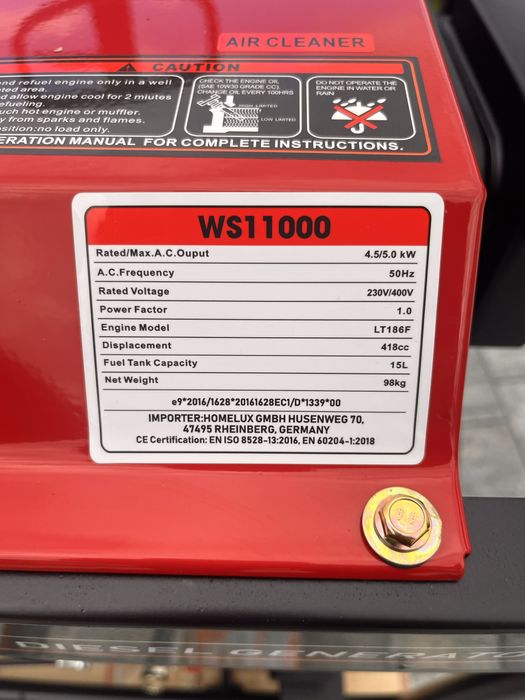 AIR CLEANER
CAUTION
nd refuel engine only in a well
ted area.
d allow engine cool for 2 miutes
efueling.
uch hot engine or muffler.
y from sparks and flames.
osition:no load only.
CHECK THE ENGINE OIL
(SAE 10W30 GRADE CC).
CHANGE OIL EVERY 100HRS
HIGH LIMITED
LOW LIMITED
DO NOT OPERATE THE
ENGINE IN WATER OR
RAIN
ERATION MANUAL FOR COMPLETE INSTRUCTIONS.
WS11000
Rated/Max.A.C.Ouput 4.5/5.0 kW
A.C.Frequency 50Hz
Rated Voltage 230V/400V
Power Factor 1.0
Engine Model LT186F
Displacement 418cc
Fuel Tank Capacity 15L
Net Weight 98kg
e9*2016/1628*20161628EC1/D*1339*00
IMPORTER:HOMELUX GMBH HUSENWEG 70,
47495 RHEINBERG, GERMANY
CE Certification: EN ISO 8528-13:2016, EN 60204-1:2018
DIESEL GENERATO